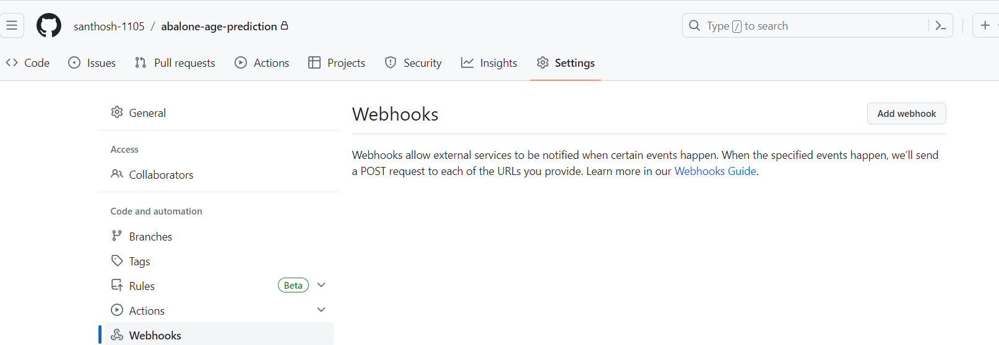 santhosh-1105 / abalone-age-prediction
Type / to search
Code Issues Pull requests Actions Projects Security Insights Settings
General
Access
Collaborators
Code and automation
Branches
Tags
Rules Beta
Actions
Webhooks
Webhooks
Add webhook
Webhooks allow external services to be notified when certain events happen. When the specified events happen, we’ll send
a POST request to each of the URLs you provide. Learn more in our Webhooks Guide.